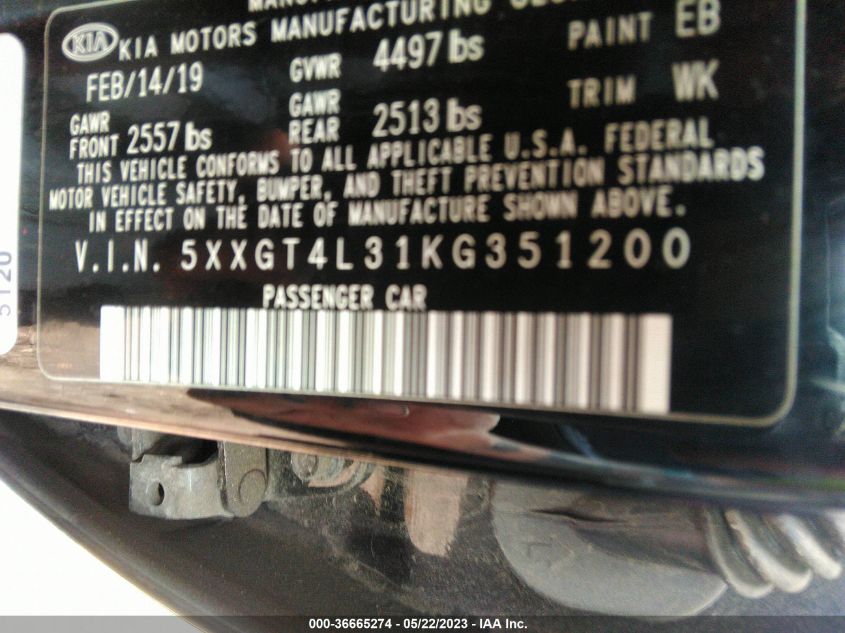 KIA KIA MOTORS MANUFACTURING
FEB/14/19 GVWR 4497 lbs PAINT EB
GAWR FRONT 2557 lbs GAWR REAR 2513 lbs TRIM WK
THIS VEHICLE CONFORMS TO ALL APPLICABLE U.S.A. FEDERAL
MOTOR VEHICLE SAFETY, BUMPER, AND THEFT PREVENTION STANDARDS
IN EFFECT ON THE DATE OF MANUFACTURE SHOWN ABOVE.
V.I.N. 5XXGT4L31KG351200
PASSENGER CAR
5120
000-36665274 - 05/22/2023 - IAA Inc.